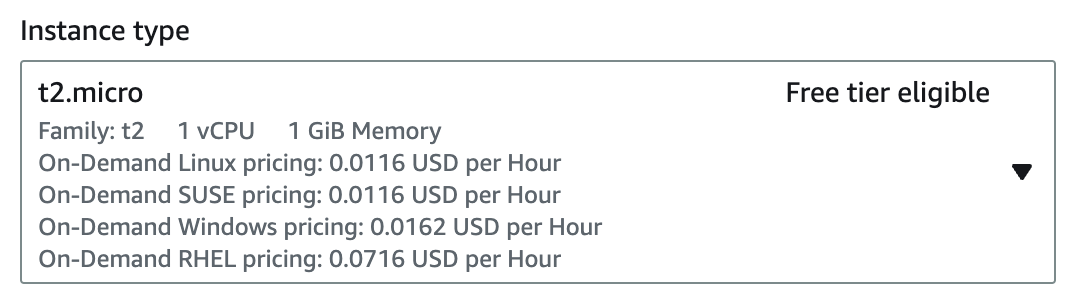 Instance type
t2.micro Free tier eligible
Family: t2 1 vCPU 1 GiB Memory
On-Demand Linux pricing: 0.0116 USD per Hour
On-Demand SUSE pricing: 0.0116 USD per Hour
On-Demand Windows pricing: 0.0162 USD per Hour
On-Demand RHEL pricing: 0.0716 USD per Hour